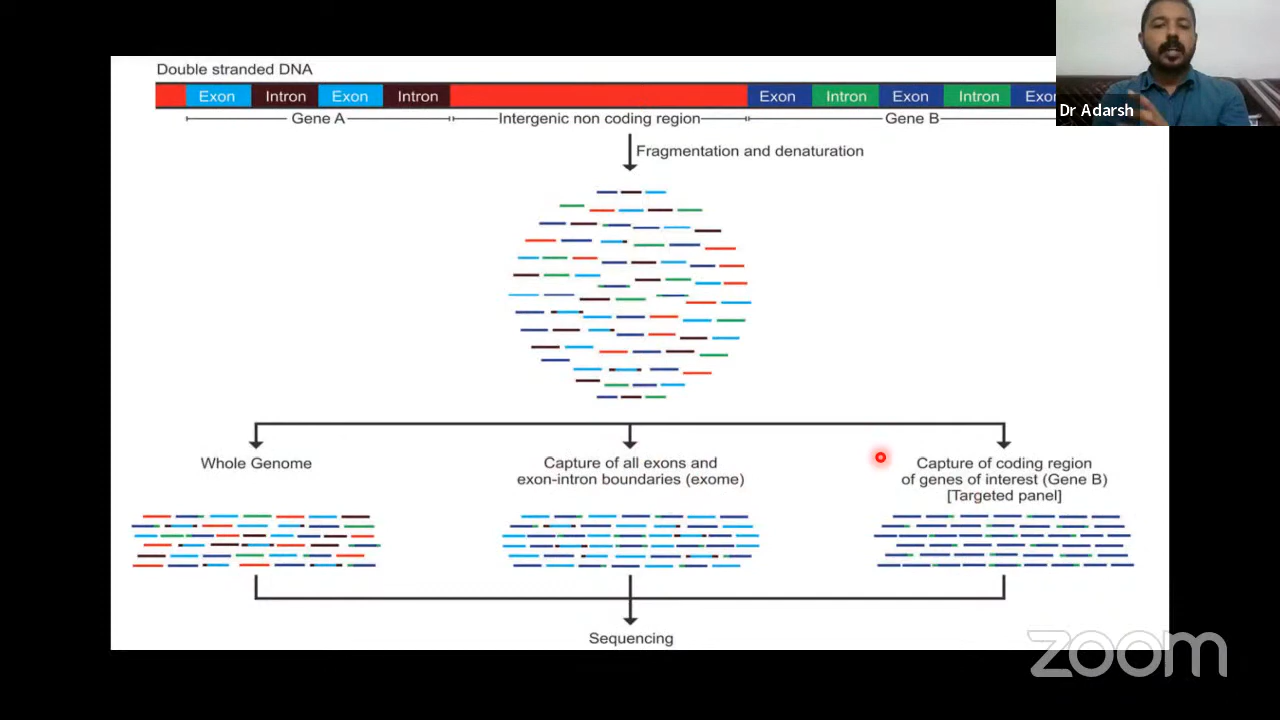 Double stranded DNA
Exon Intron Exon Intron Exon Intron Exon Intron Exo
Gene A Intergenic non coding region Gene B
Dr Adarsh
Fragmentation and denaturation
Whole Genome
Capture of all exons and
exon-intron boundaries (exome)
Capture of coding region
of genes of interest (Gene B)
[Targeted panel]
Sequencing
zoom